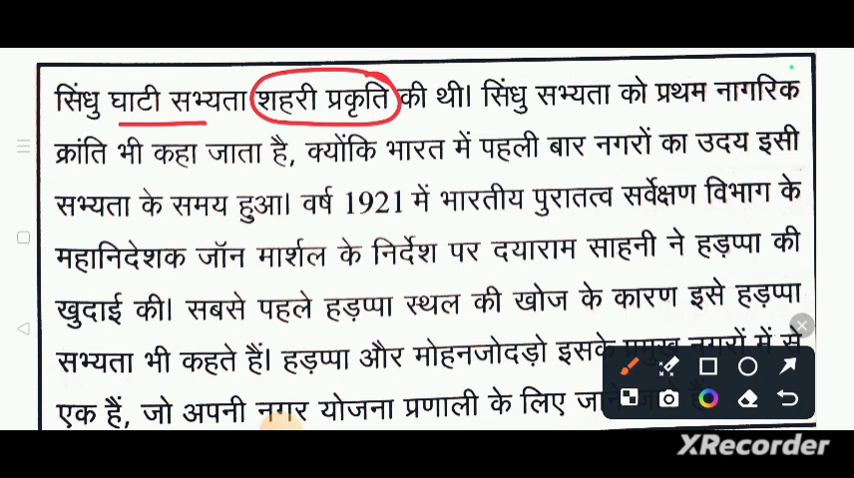 सिंधु घाटी सभ्यता शहरी प्रकृति की थी। सिंधु सभ्यता को प्रथम नागरिक
क्रांति भी कहा जाता है, क्योंकि भारत में पहली बार नगरों का उदय इसी
सभ्यता के समय हुआ। वर्ष 1921 में भारतीय पुरातत्व सर्वेक्षण विभाग के
महानिदेशक जॉन मार्शल के निर्देश पर दयाराम साहनी ने हड़प्पा की
खुदाई की। सबसे पहले हड़प्पा स्थल की खोज के कारण इसे हड़प्पा
सभ्यता भी कहते हैं। हड़प्पा और मोहनजोदड़ो इसके प्रमुख नगरों में से
एक हैं, जो अपनी नगर योजना प्रणाली के लिए
XRecorder